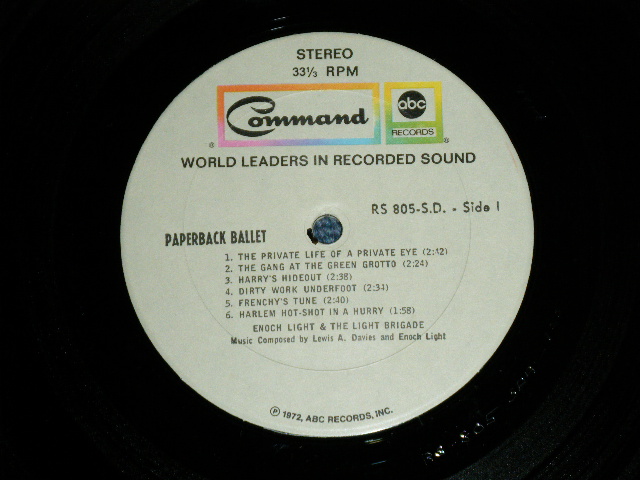 STEREO
33⅓ RPM
Command
abc
RECORDS
® ®
WORLD LEADERS IN RECORDED SOUND
RS 805-S.D. - Side 1
PAPERBACK BALLET
1. THE PRIVATE LIFE OF A PRIVATE EYE (2:42)
2. THE GANG AT THE GREEN GROTTO (2:24)
3. HARRY'S HIDEOUT (2:38)
4. DIRTY WORK UNDERFOOT (2:34)
5. FRENCHY'S TUNE (2:40)
6. HARLEM HOT-SHOT IN A HURRY (1:58)
ENOCH LIGHT & THE LIGHT BRIGADE
Music Composed by Lewis A. Davies and Enoch Light
℗ 1972, ABC RECORDS, INC.